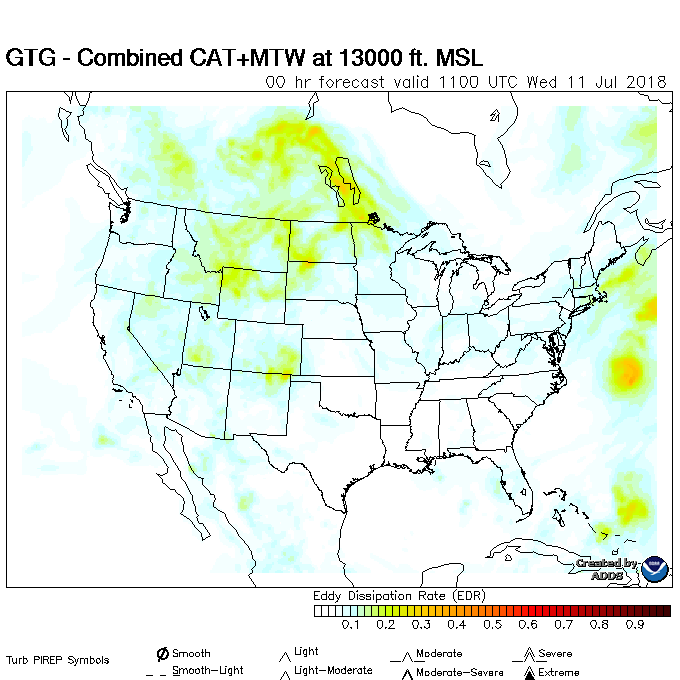 GTG - Combined CAT+MTW at 13000 ft. MSL
00 hr forecast valid 1100 UTC Wed 11 Jul 2018
Created by
ADDS
Eddy Dissipation Rate (EDR)
0.1 0.2 0.3 0.4 0.5 0.6 0.7 0.8 0.9
Turb PIREP Symbols
Smooth Light Moderate Severe
Smooth-Light Light-Moderate Moderate-Severe Extreme